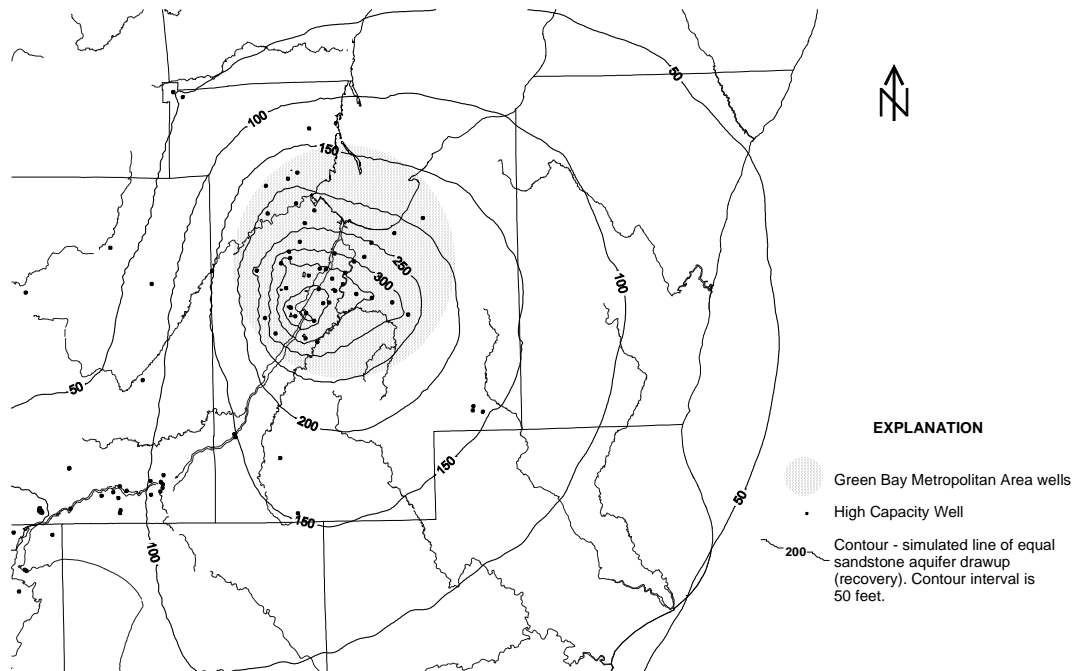 50
100
N
150
250
300
100
50
200
150
50
150
100
EXPLANATION
Green Bay Metropolitan Area wells
High Capacity Well
200
Contour - simulated line of equal
sandstone aquifer drawup
(recovery). Contour interval is
50 feet.